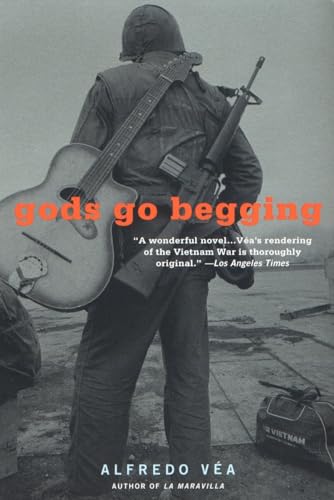 gods go begging
“A wonderful novel...Véa's rendering
of the Vietnam War is thoroughly
original.” —Los Angeles Times
VIETNAM
ALFREDO VÉA
AUTHOR OF LA MARAVILLA